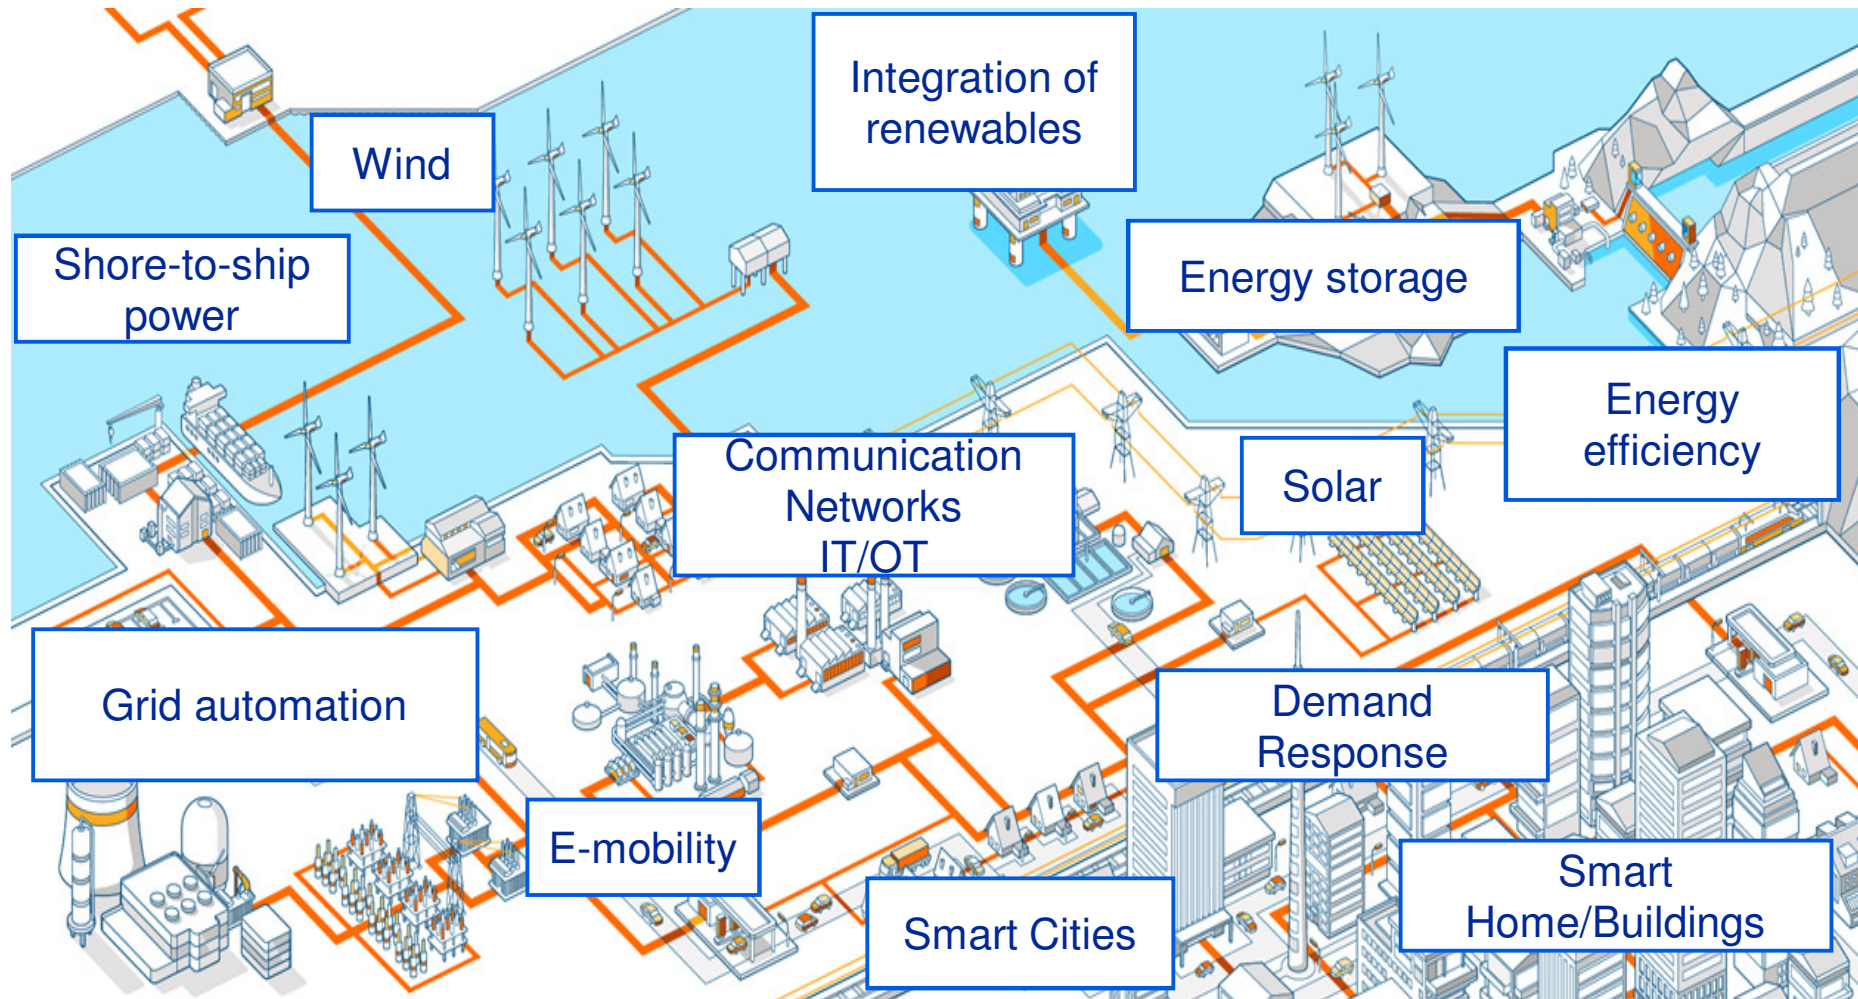 Integration of
renewables
Wind
Shore-to-ship
power
Energy storage
Energy
efficiency
Communication
Networks
IT/OT
Solar
Grid automation
Demand
Response
E-mobility
Smart Cities
Smart
Home/Buildings